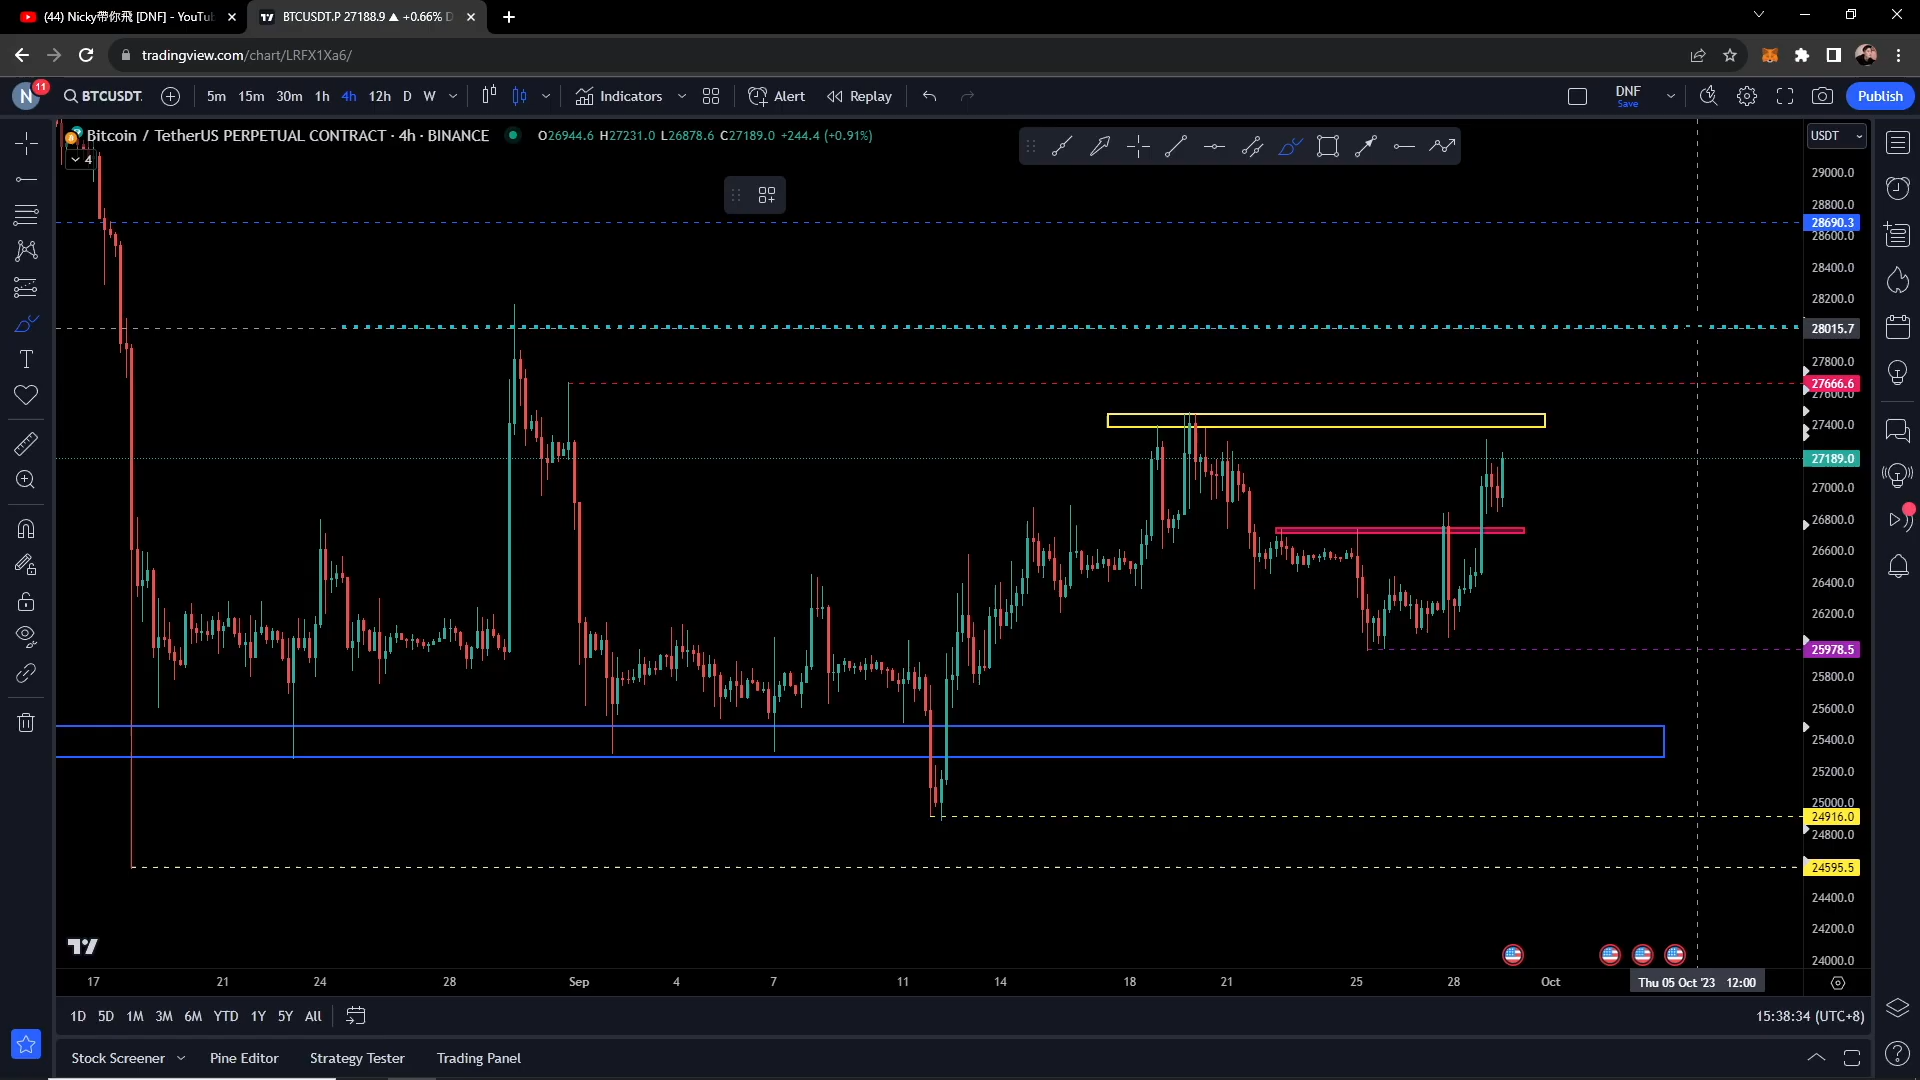 (44) Nicky帶你飛 [DNF] - YouTu
BTCUSDT.P 27188.9 ▲ +0.66% D
tradingview.com/chart/LRFX1Xa6/
N
11
BTCUSDT.
5m 15m 30m 1h 4h 12h D W
Indicators
Alert
Replay
DNF
Save
Publish
Bitcoin / TetherUS PERPETUAL CONTRACT · 4h · BINANCE
O26944.6 H27231.0 L26878.6 C27189.0 +244.4 (+0.91%)
4
USDT
29000.0
28800.0
28690.3
28600.0
28400.0
28200.0
28015.7
27800.0
27666.6
27600.0
27400.0
27189.0
27000.0
26800.0
26600.0
26400.0
26200.0
25978.5
25800.0
25600.0
25400.0
25200.0
25000.0
24916.0
24800.0
24595.5
24400.0
24200.0
24000.0
17 21 24 28 Sep 4 7 11 14 18 21 25 28 Oct
Thu 05 Oct '23 12:00
1D 5D 1M 3M 6M YTD 1Y 5Y All
15:38:34 (UTC+8)
Stock Screener
Pine Editor
Strategy Tester
Trading Panel